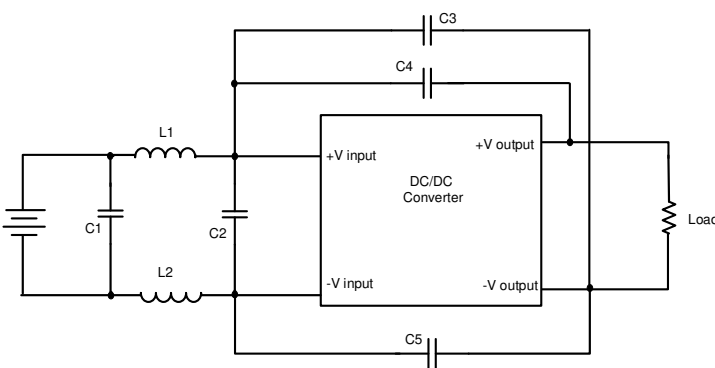 C3
C4
L1
+V input
+V output
DC/DC
Converter
C1
C2
Load
L2
-V input
-V output
C5